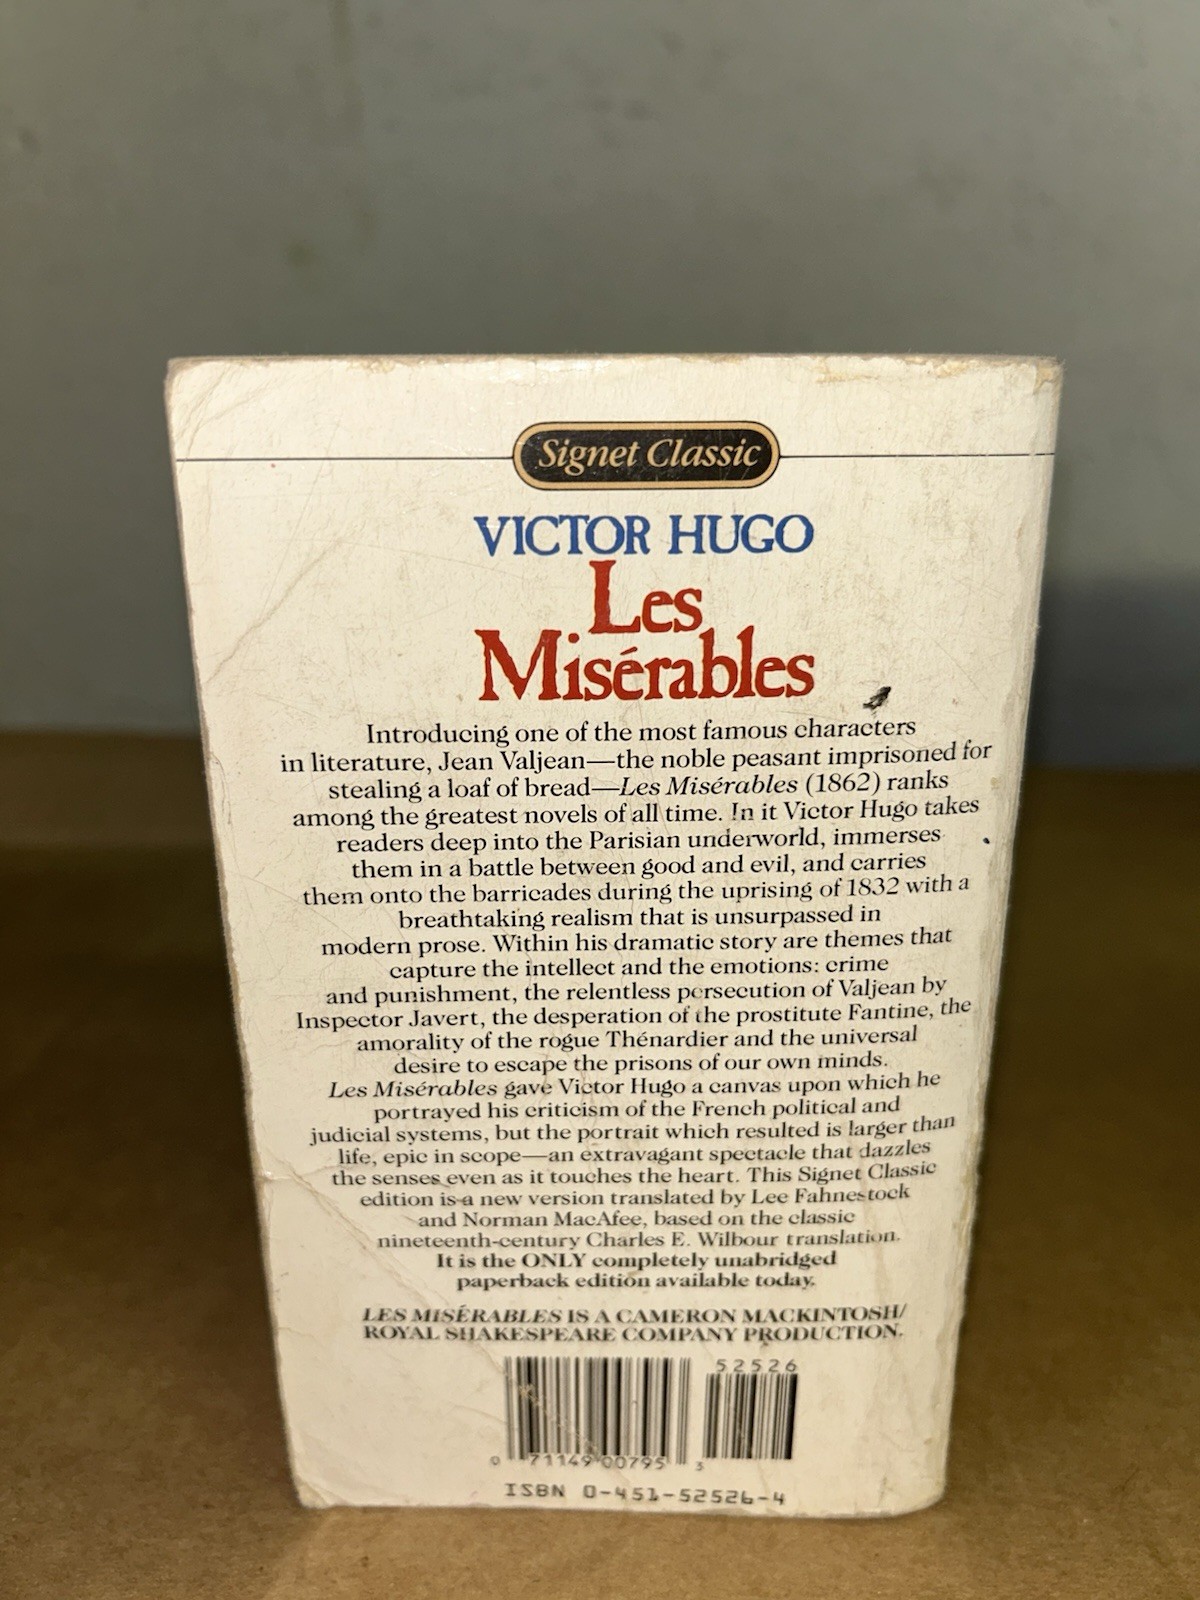 Signet Classic
VICTOR HUGO
Les
Misérables
Introducing one of the most famous characters
in literature, Jean Valjean—the noble peasant imprisoned for
stealing a loaf of bread—Les Misérables (1862) ranks
among the greatest novels of all time. In it Victor Hugo takes
readers deep into the Parisian underworld, immerses
them in a battle between good and evil, and carries
them onto the barricades during the uprising of 1832 with a
breathtaking realism that is unsurpassed in
modern prose. Within his dramatic story are themes that
capture the intellect and the emotions: crime
and punishment, the relentless persecution of Valjean by
Inspector Javert, the desperation of the prostitute Fantine, the
amorality of the rogue Thénardier and the universal
desire to escape the prisons of our own minds.
Les Misérables gave Victor Hugo a canvas upon which he
portrayed his criticism of the French political and
judicial systems, but the portrait which resulted is larger than
life, epic in scope—an extravagant spectacle that dazzles
the senses even as it touches the heart. This Signet Classic
edition is a new version translated by Lee Fahnestock
and Norman MacAfee, based on the classic
nineteenth-century Charles E. Wilbour translation.
It is the ONLY completely unabridged
paperback edition available today.
LES MISÉRABLES IS A CAMERON MACKINTOSH/
ROYAL SHAKESPEARE COMPANY PRODUCTION.
52526
0 71149 00795 3
ISBN 0-451-52526-4